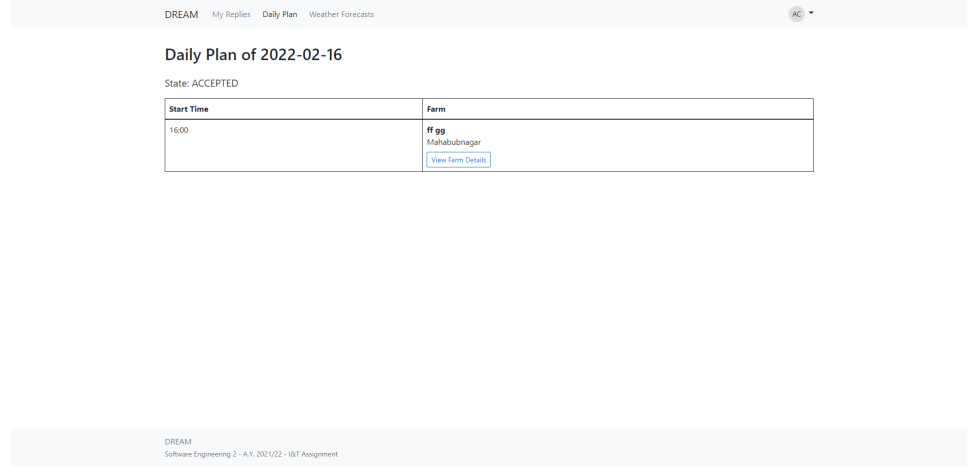 DREAM My Replies Daily Plan Weather Forecasts AC
Daily Plan of 2022-02-16
State: ACCEPTED
Start Time Farm
16:00 ff gg
Mahabubnagar
View Farm Details
DREAM
Software Engineering 2 - A.Y. 2021/22 - I&T Assignment